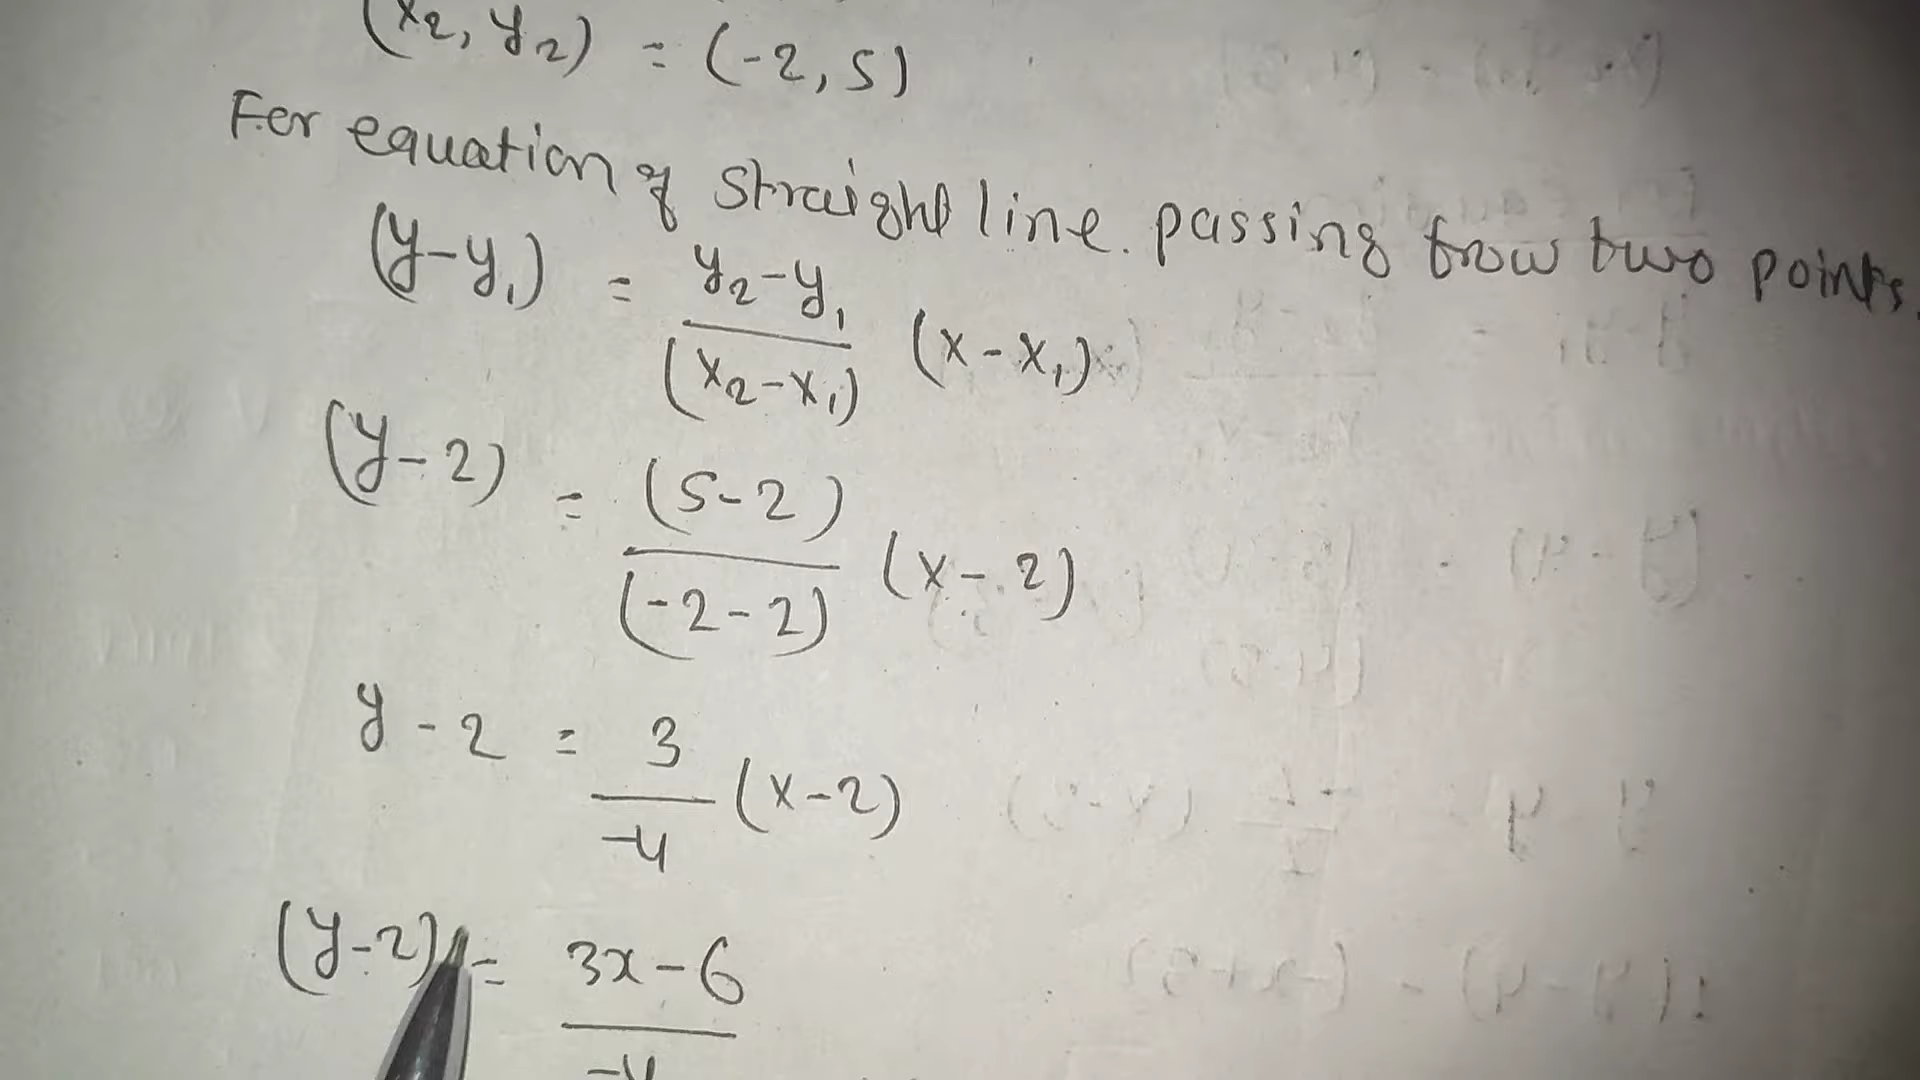 (x2, y2) = (-2, 5)
For equation of straight line. passing from two points.
(y-y1) = y2-y1 / (x2-x1) (x-x1)
(y-2) = (5-2) / (-2-2) (x-2)
y-2 = 3 / -4 (x-2)
(y-2) = 3x-6 / -4